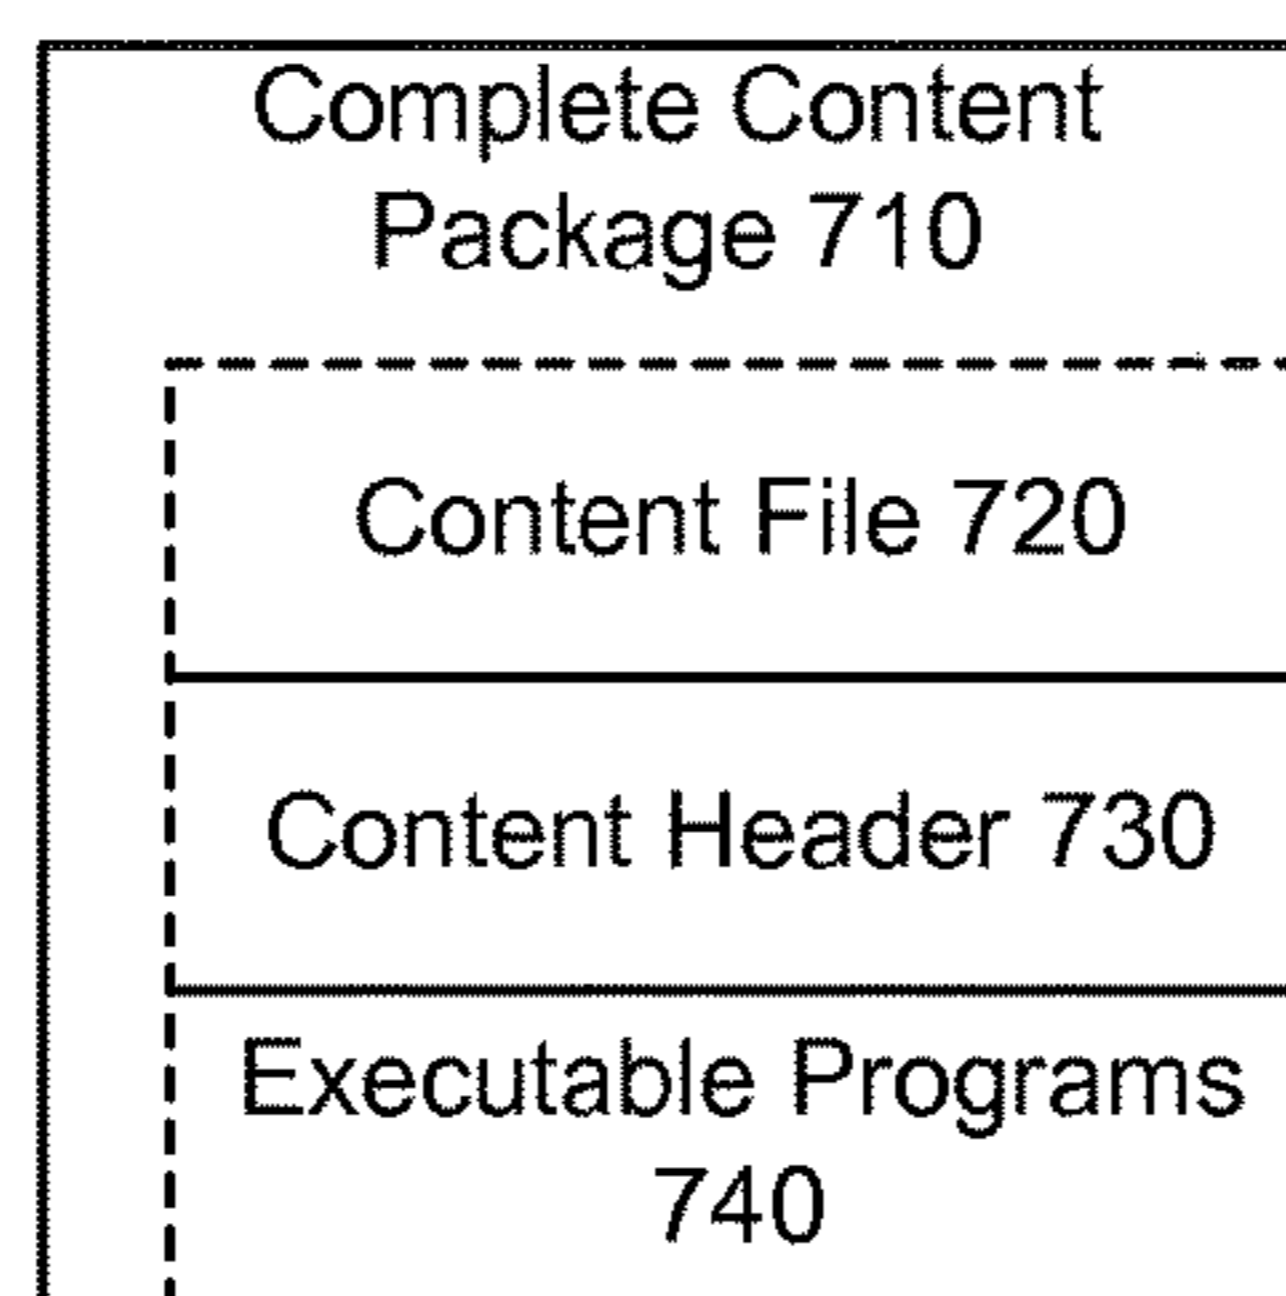 Complete Content
Package 710
Content File 720
Content Header 730
Executable Programs
740